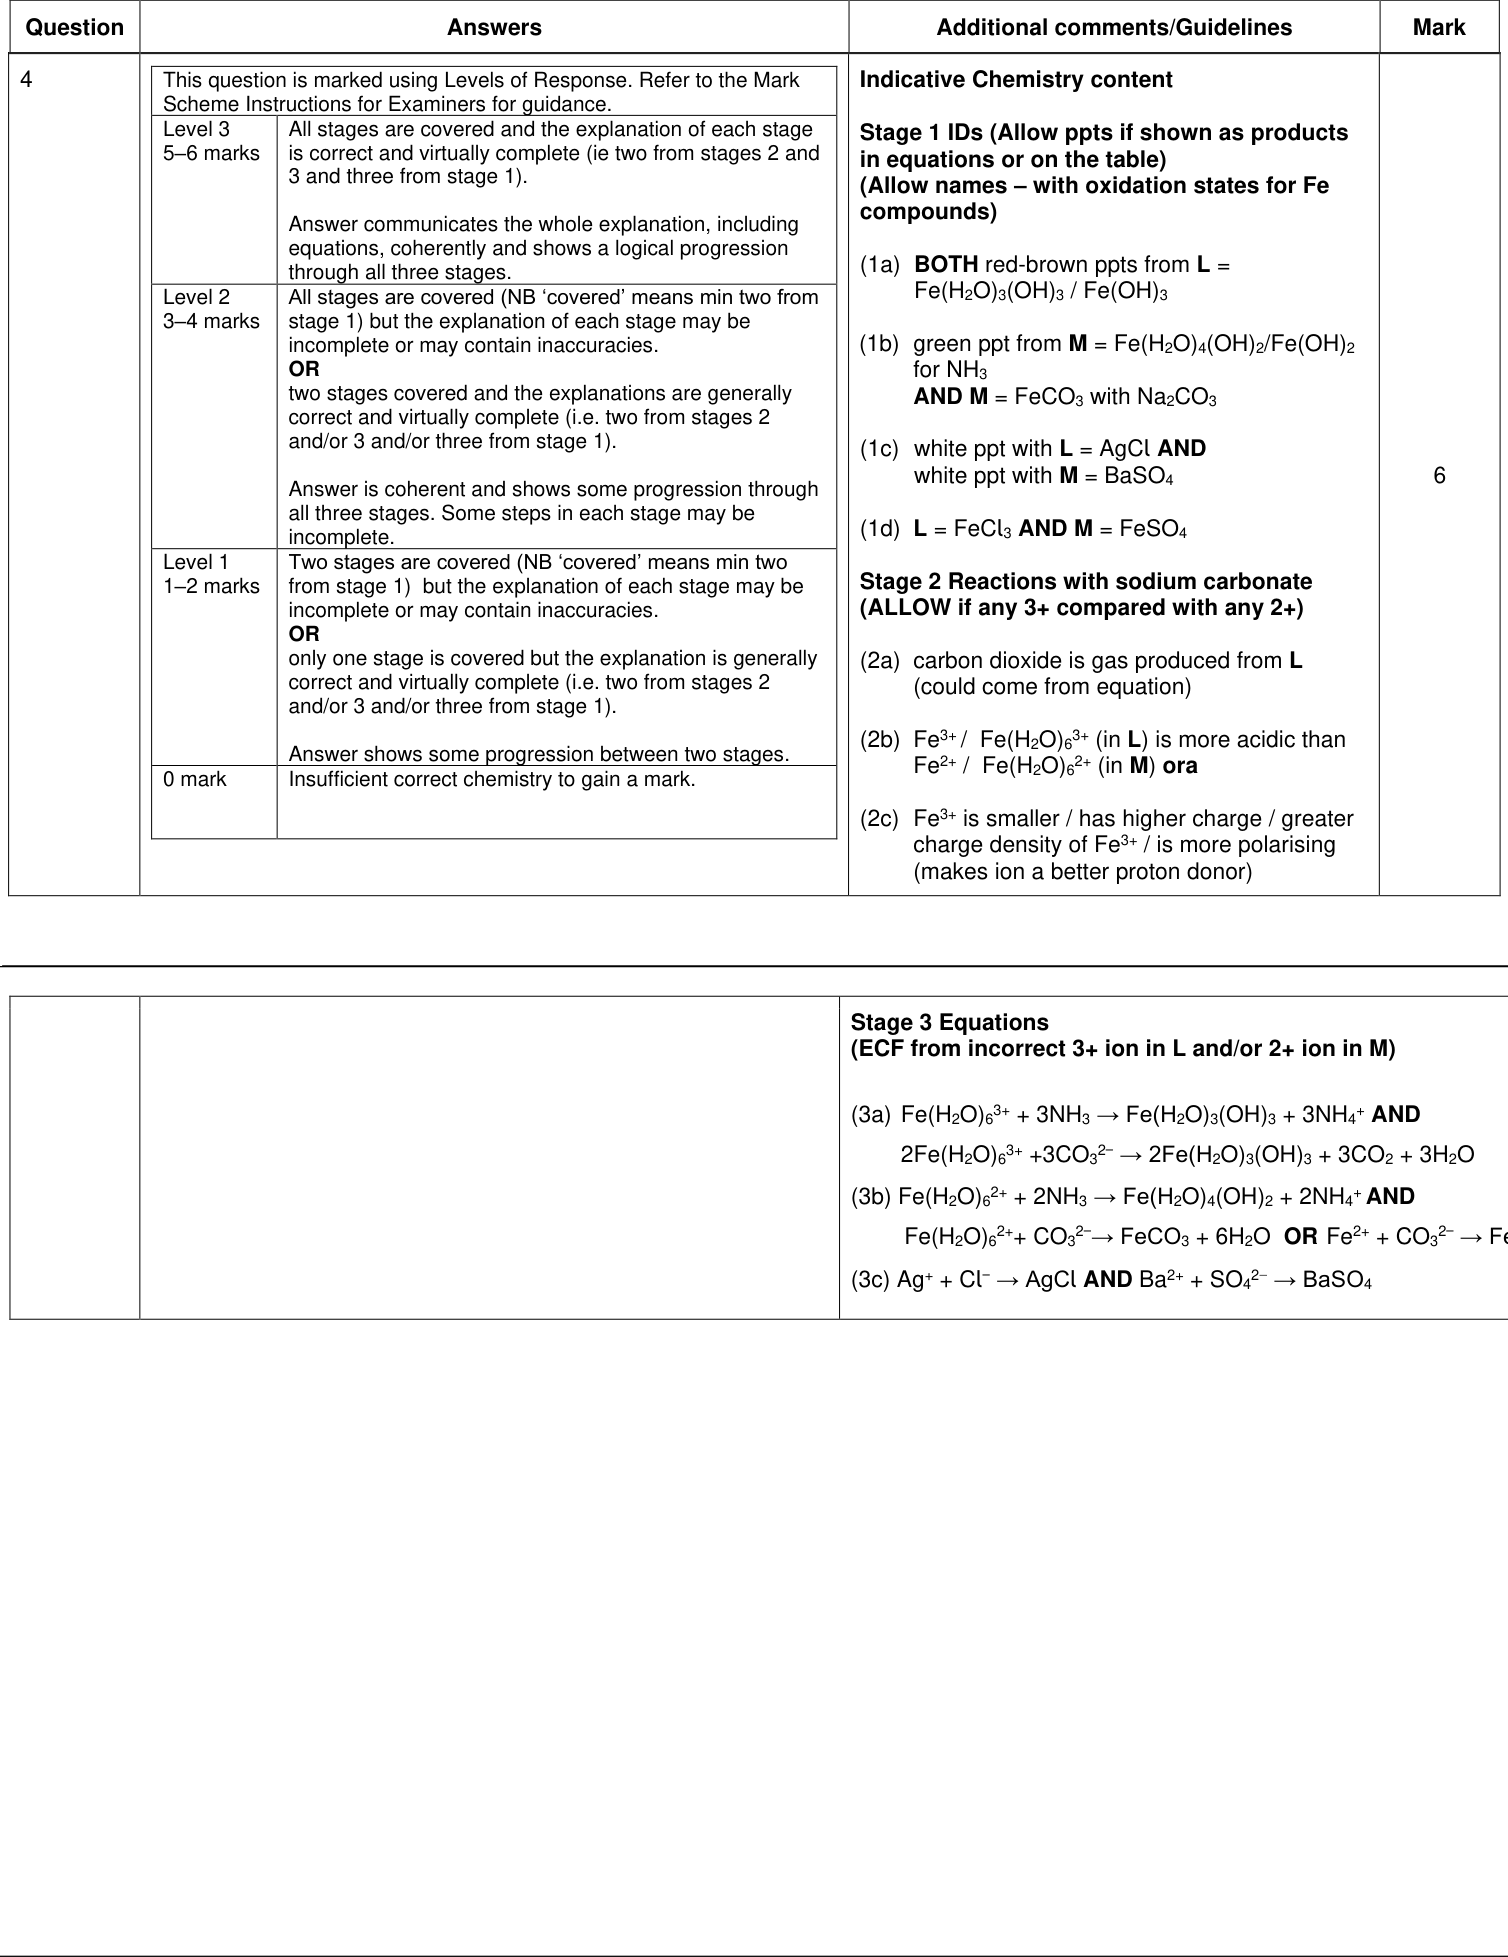 Question Answers Additional comments/Guidelines Mark
4
This question is marked using Levels of Response. Refer to the Mark
Scheme Instructions for Examiners for guidance.
Level 3
5–6 marks
All stages are covered and the explanation of each stage
is correct and virtually complete (ie two from stages 2 and
3 and three from stage 1).
Answer communicates the whole explanation, including
equations, coherently and shows a logical progression
through all three stages.
Level 2
3–4 marks
All stages are covered (NB ‘covered’ means min two from
stage 1) but the explanation of each stage may be
incomplete or may contain inaccuracies.
OR
two stages covered and the explanations are generally
correct and virtually complete (i.e. two from stages 2
and/or 3 and/or three from stage 1).
Answer is coherent and shows some progression through
all three stages. Some steps in each stage may be
incomplete.
Level 1
1–2 marks
Two stages are covered (NB ‘covered’ means min two
from stage 1) but the explanation of each stage may be
incomplete or may contain inaccuracies.
OR
only one stage is covered but the explanation is generally
correct and virtually complete (i.e. two from stages 2
and/or 3 and/or three from stage 1).
Answer shows some progression between two stages.
0 mark
Insufficient correct chemistry to gain a mark.
Indicative Chemistry content
Stage 1 IDs (Allow ppts if shown as products
in equations or on the table)
(Allow names – with oxidation states for Fe
compounds)
(1a) BOTH red-brown ppts from L =
Fe(H₂O)₃(OH)₃ / Fe(OH)₃
(1b) green ppt from M = Fe(H₂O)₄(OH)₂/Fe(OH)₂
for NH₃
AND M = FeCO₃ with Na₂CO₃
(1c) white ppt with L = AgCl AND
white ppt with M = BaSO₄
(1d) L = FeCl₃ AND M = FeSO₄
Stage 2 Reactions with sodium carbonate
(ALLOW if any 3+ compared with any 2+)
(2a) carbon dioxide is gas produced from L
(could come from equation)
(2b) Fe³⁺ / Fe(H₂O)₆³⁺ (in L) is more acidic than
Fe²⁺ / Fe(H₂O)₆²⁺ (in M) ora
(2c) Fe³⁺ is smaller / has higher charge / greater
charge density of Fe³⁺ / is more polarising
(makes ion a better proton donor)
6
Stage 3 Equations
(ECF from incorrect 3+ ion in L and/or 2+ ion in M)
(3a) Fe(H₂O)₆³⁺ + 3NH₃ → Fe(H₂O)₃(OH)₃ + 3NH₄⁺ AND
2Fe(H₂O)₆³⁺ +3CO₃²⁻ → 2Fe(H₂O)₃(OH)₃ + 3CO₂ + 3H₂O
(3b) Fe(H₂O)₆²⁺ + 2NH₃ → Fe(H₂O)₄(OH)₂ + 2NH₄⁺ AND
Fe(H₂O)₆²⁺+ CO₃²⁻→ FeCO₃ + 6H₂O OR Fe²⁺ + CO₃²⁻ →
(3c) Ag⁺ + Cl⁻ → AgCl AND Ba²⁺ + SO₄²⁻ → BaSO₄